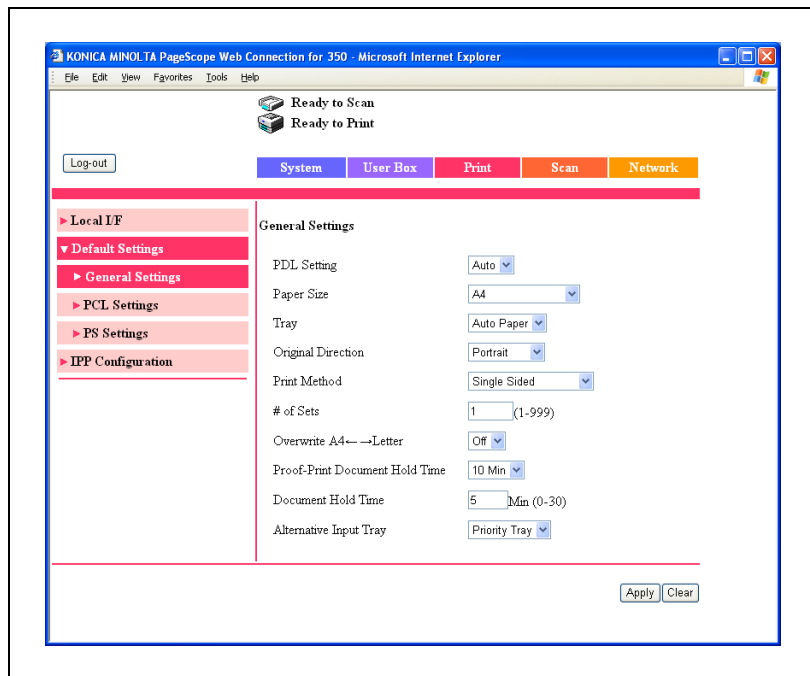 KONICA MINOLTA PageScope Web Connection for 350 - Microsoft Internet Explorer
File Edit View Favorites Tools Help
Ready to Scan
Ready to Print
Log-out
System User Box Print Scan Network
Local I/F
Default Settings
General Settings
PCL Settings
PS Settings
IPP Configuration
General Settings
PDL Setting Auto
Paper Size A4
Tray Auto Paper
Original Direction Portrait
Print Method Single Sided
# of Sets 1 (1-999)
Overwrite A4←→Letter Off
Proof-Print Document Hold Time 10 Min
Document Hold Time 5 Min (0-30)
Alternative Input Tray Priority Tray
Apply Clear